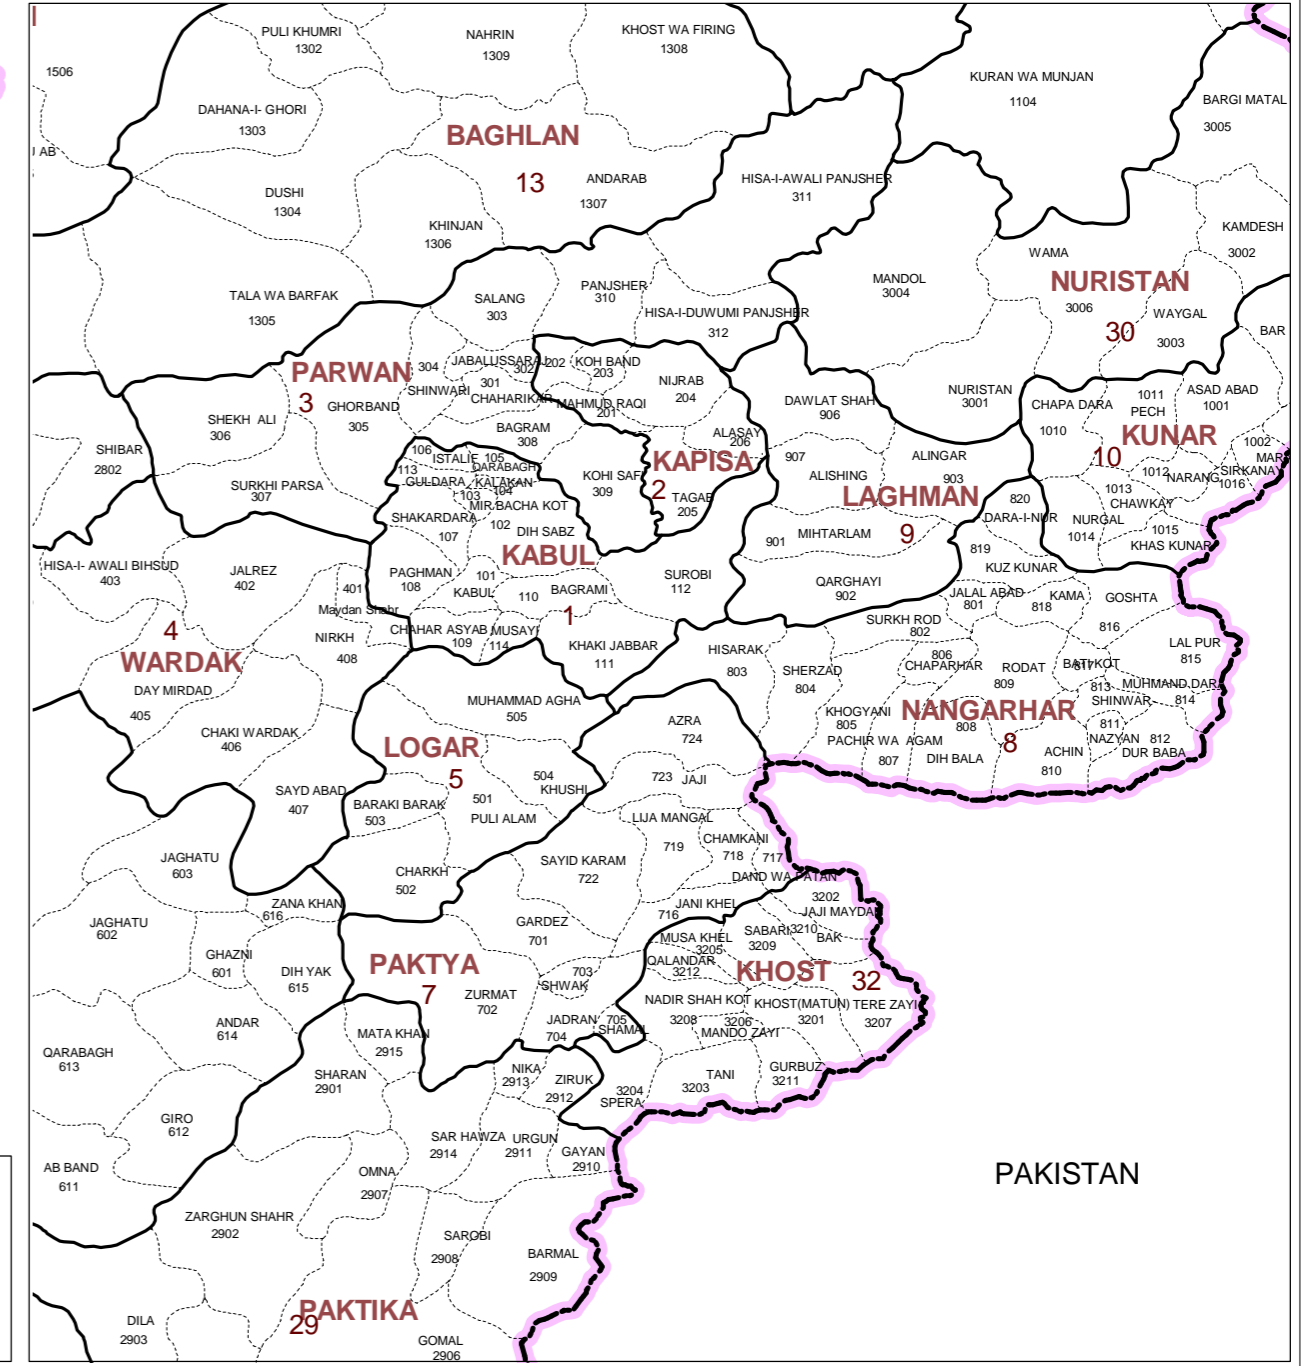 PULI KHUMRI
1302
NAHRIN
1309
KHOST WA FIRING
1308
1506
KURAN WA MUNJAN
1104
BARGI MATAL
3005
DAHANA-I- GHORI
1303
BAGHLAN
13
AB
ANDARAB
1307
HISA-I-AWALI PANJSHER
311
DUSHI
1304
KHINJAN
1306
KAMDESH
3002
WAMA
3006
NURISTAN
30
MANDOL
3004
WAYGAL
3003
TALA WA BARFAK
1305
SALANG
303
PANJSHER
310
HISA-I-DUWUMI PANJSHER
312
BAR
PARWAN
3
304
JABALUSSARAJ
302
202
KOH BAND
203
NIJRAB
204
SHINWARI
301
CHAHARIKAR
MAHMUD RAQI
201
GHORBAND
305
SHEKH ALI
306
BAGRAM
308
ALASAY
206
DAWLAT SHAH
906
NURISTAN
3001
CHAPA DARA
1010
1011
PECH
ASAD ABAD
1001
KUNAR
10
1002
MAR
SHIBAR
2802
SURKHI PARSA
307
106
ISTALIF
105
QARABAGH
113
GULDARA
KALAKAN
104
103
MIR BACHA KOT
102
KOHI SAFI
309
KAPISA
2
TAGAB
205
907
ALISHING
ALINGAR
903
LAGHMAN
9
820
DARA-I-NUR
1012
NARANG
SIRKANAY
1016
1013
CHAWKAY
NURGAL
1014
1015
KHAS KUNAR
SHAKARDARA
107
DIH SABZ
KABUL
1
901
MIHTARLAM
819
KUZ KUNAR
HISA-I- AWALI BIHSUD
403
JALREZ
402
401
Maydan Shahr
PAGHMAN
108
101
KABUL
110
BAGRAMI
SUROBI
112
QARGHAYI
902
JALAL ABAD
801
818
KAMA
GOSHTA
816
4
WARDAK
NIRKH
408
CHAHAR ASYAB
109
MUSAYI
114
KHAKI JABBAR
111
HISARAK
803
SURKH ROD
802
SHERZAD
804
806
CHAPARHAR
RODAT
809
BATI KOT
817
LAL PUR
815
813
MUHMAND DARA
814
SHINWAR
DAY MIRDAD
405
MUHAMMAD AGHA
505
KHOGYANI
805
NANGARHAR
8
808
811
NAZYAN
812
DUR BABA
CHAKI WARDAK
406
LOGAR
5
AZRA
724
PACHIR WA AGAM
807
DIH BALA
ACHIN
810
SAYD ABAD
407
BARAKI BARAK
503
501
PULI ALAM
504
KHUSHI
723
JAJI
LIJA MANGAL
719
CHAMKANI
718
717
DAND WA PATAN
JAGHATU
603
CHARKH
502
SAYID KARAM
722
3202
JAJI MAYDAN
ZANA KHAN
616
JANI KHEL
716
JAGHATU
602
GARDEZ
701
MUSA KHEL
3205
SABARI
3209
3210
BAK
GHAZNI
601
DIH YAK
615
PAKTYA
7
703
SHWAK
QALANDAR
3212
KHOST
32
ZURMAT
702
NADIR SHAH KOT
3208
3206
MANDO ZAYI
KHOST(MATUN)
3201
TERE ZAYI
3207
ANDAR
614
MATA KHAN
2915
JADRAN
704
705
SHAMAL
QARABAGH
613
SHARAN
2901
NIKA
2913
ZIRUK
2912
3204
SPERA
TANI
3203
GURBUZ
3211
GIRO
612
SAR HAWZA
2914
URGUN
2911
GAYAN
2910
PAKISTAN
AB BAND
611
OMNA
2907
ZARGHUN SHAHR
2902
SAROBI
2908
BARMAL
2909
PAKTIKA
29
DILA
2903
GOMAL
2906